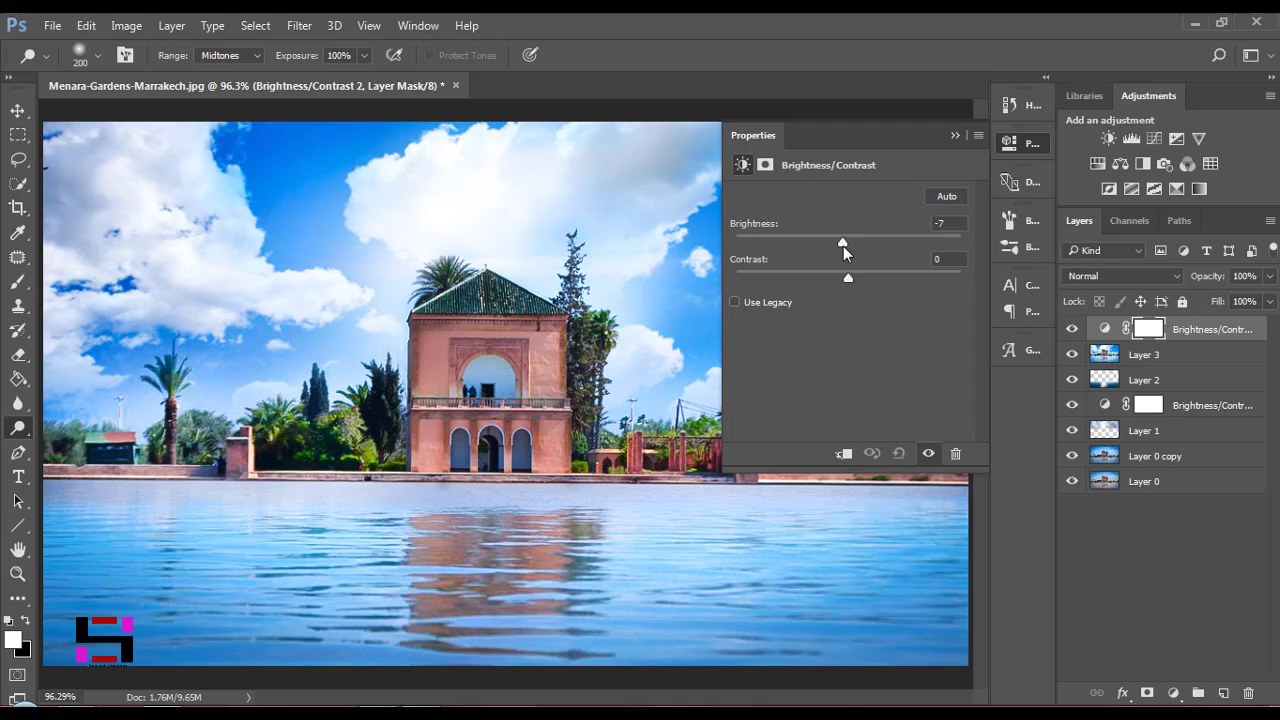 Ps File Edit Image Layer Type Select Filter 3D View Window Help
200 Range: Midtones Exposure: 100% Protect Tones
Menara-Gardens-Marrakech.jpg @ 96.3% (Brightness/Contrast 2, Layer Mask/8) *
Properties
Brightness/Contrast
Auto
Brightness: -7
Contrast: 0
Use Legacy
H...
P...
D...
B...
B...
C...
P...
G...
Libraries Adjustments
Add an adjustment
Layers Channels Paths
Kind
Normal Opacity: 100%
Lock: Fill: 100%
Brightness/Contr...
Layer 3
Layer 2
Brightness/Contr...
Layer 1
Layer 0 copy
Layer 0
96.29% Doc: 1.76M/9.65M